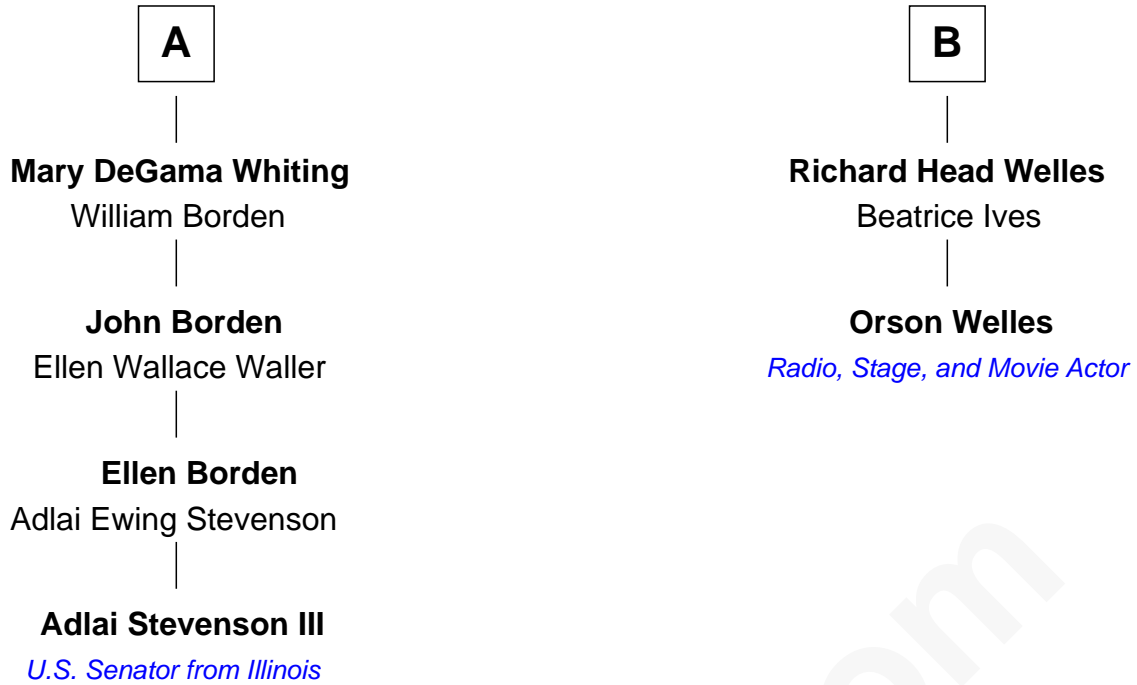 A
Mary DeGama Whiting
William Borden
John Borden
Ellen Wallace Waller
Ellen Borden
Adlai Ewing Stevenson
Adlai Stevenson III
U.S. Senator from Illinois
B
Richard Head Welles
Beatrice Ives
Orson Welles
Radio, Stage, and Movie Actor
om